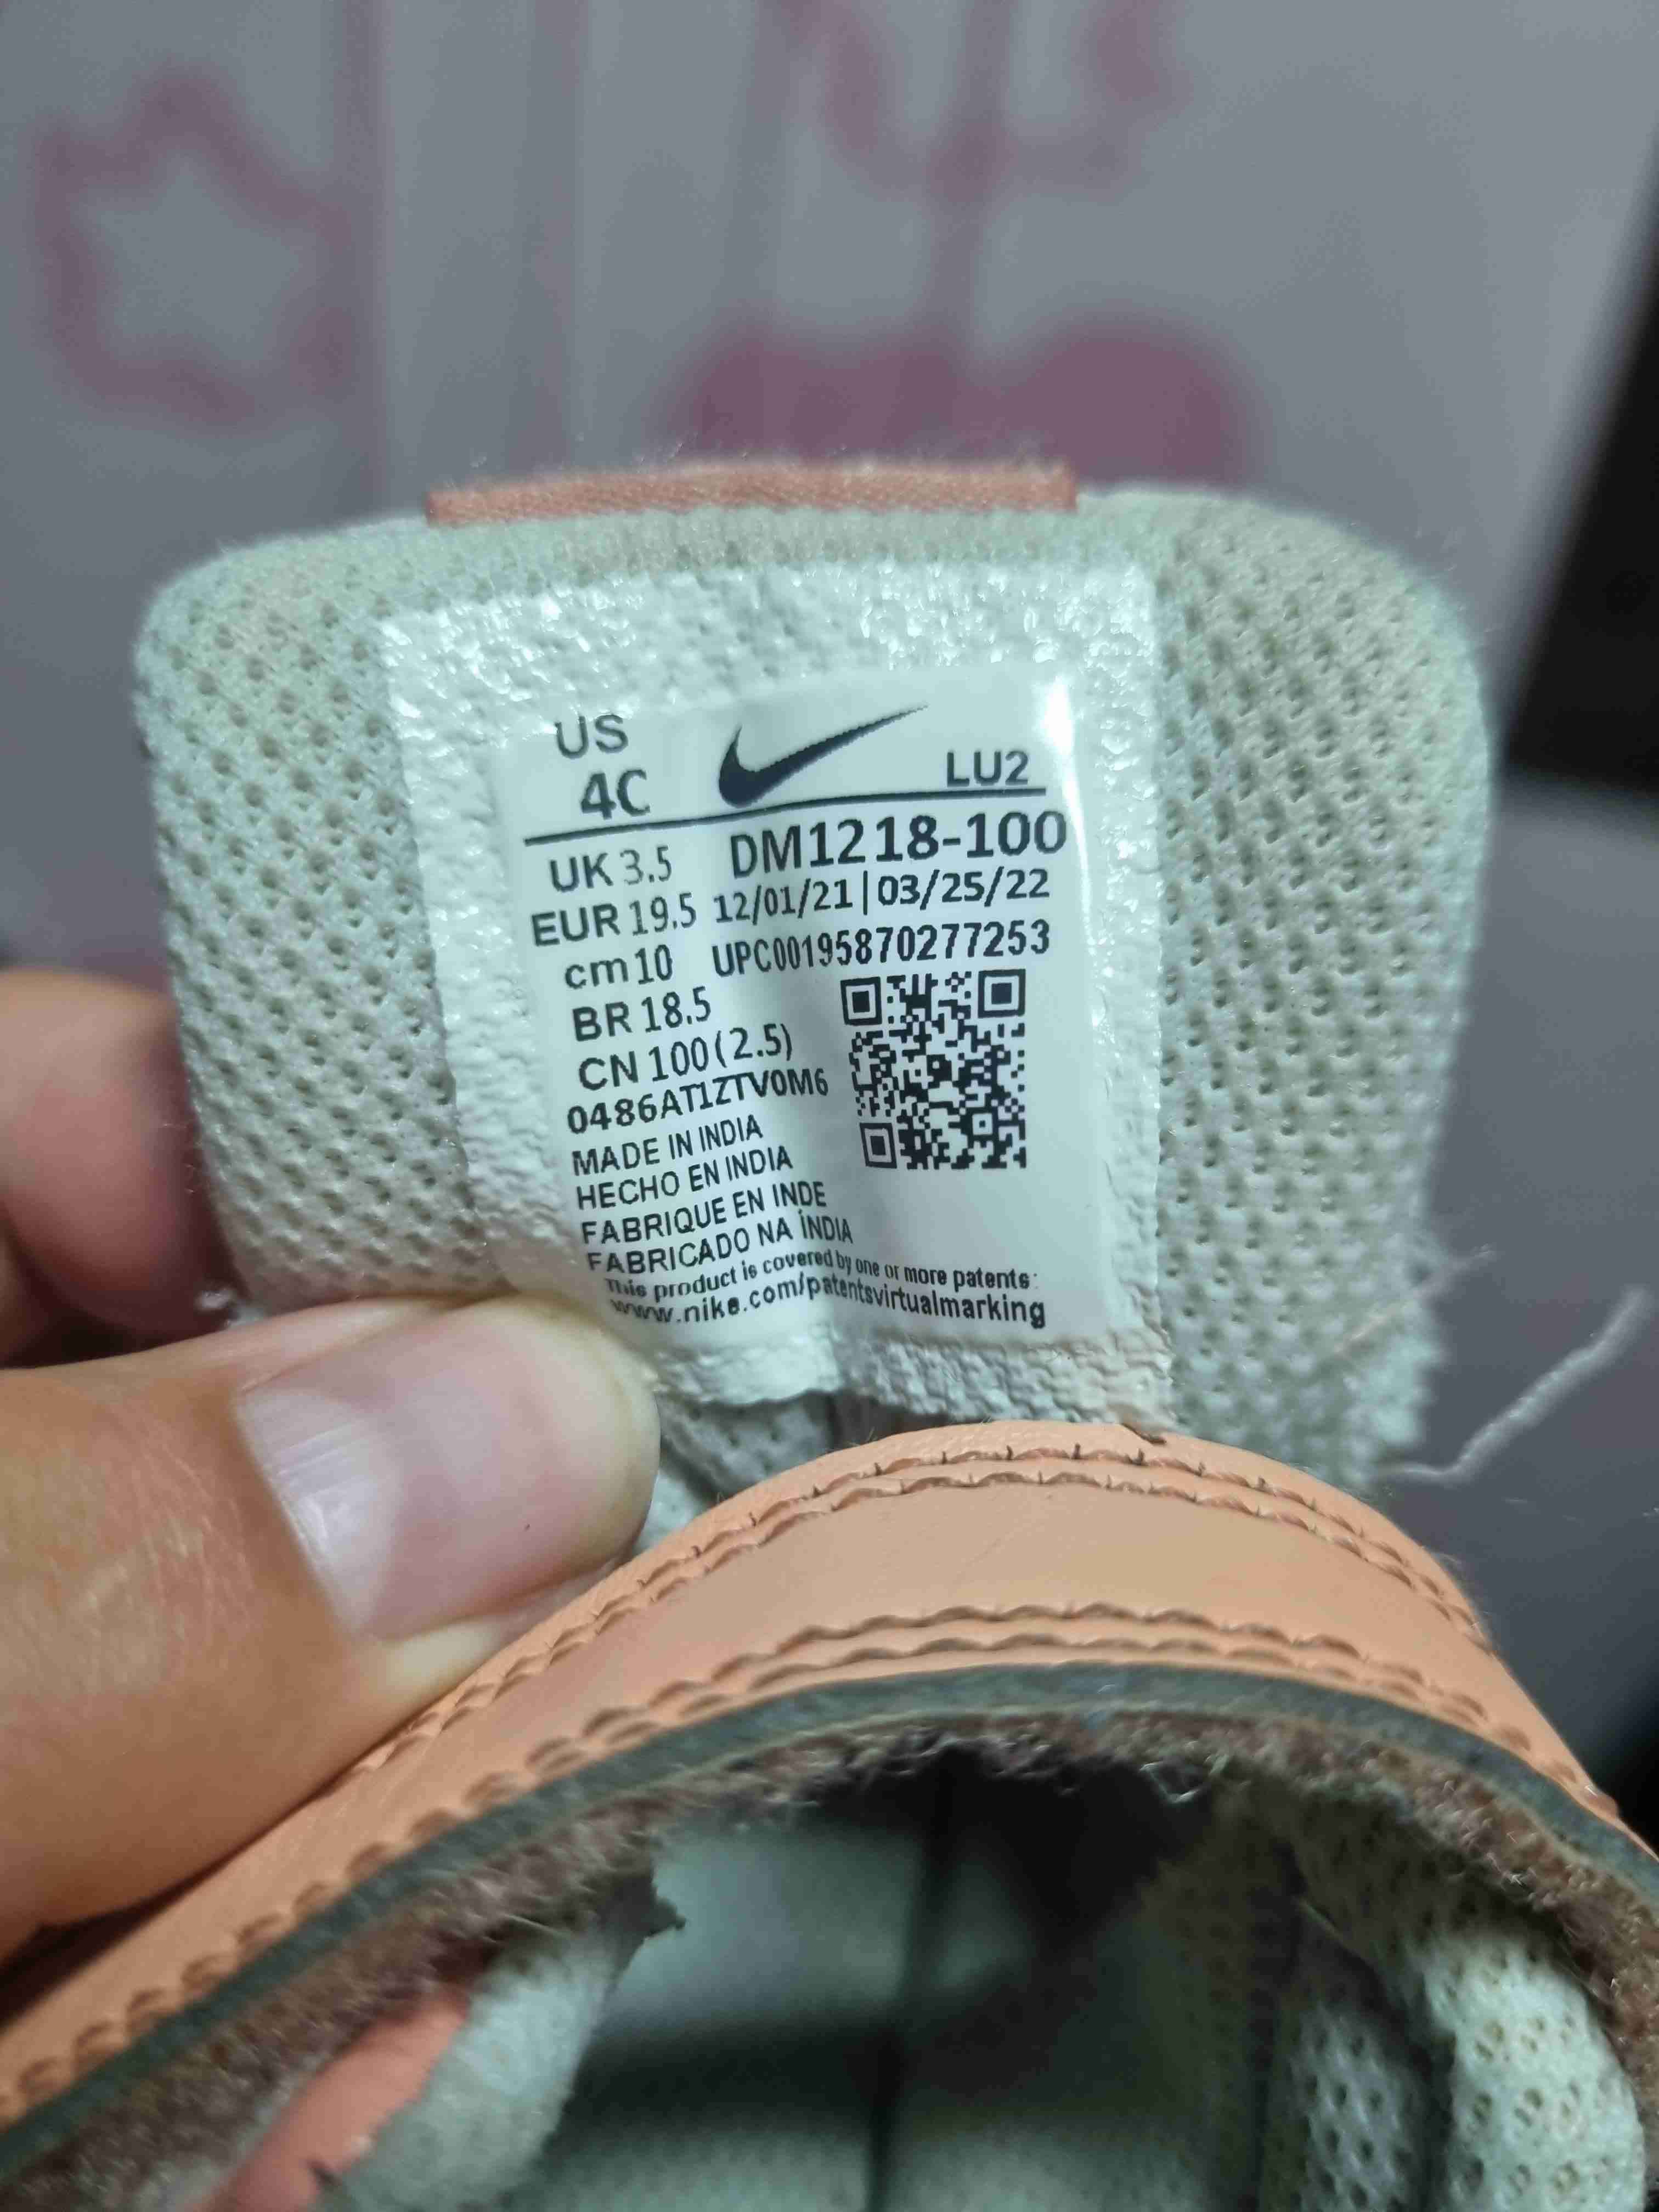 US
4C
LU2
UK 3.5 DM1218-100
EUR 19.5 12/01/21|03/25/22
cm 10 UPC00195870277253
BR 18.5
CN 100(2.5)
0486AT1ZTV0M6
MADE IN INDIA
HECHO EN INDIA
FABRIQUE EN INDE
FABRICADO NA ÍNDIA
This product is covered by one or more patents:
www.nike.com/patentsvirtualmarking